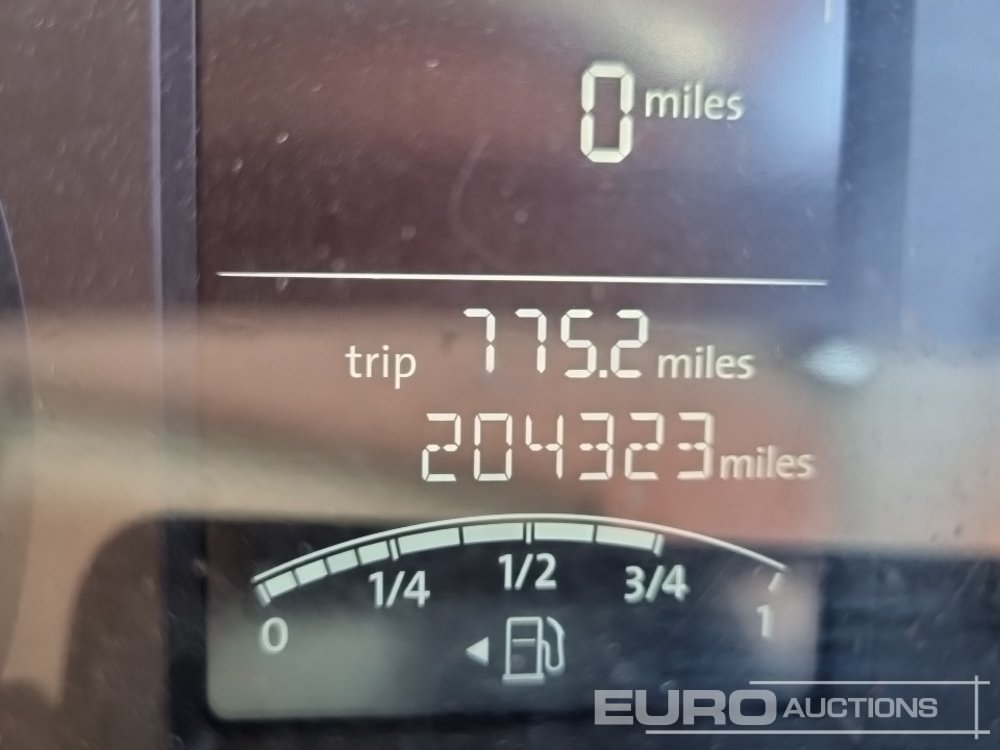 0 miles
trip 775.2 miles
204323 miles
0 1/4 1/2 3/4 1
EURO AUCTIONS